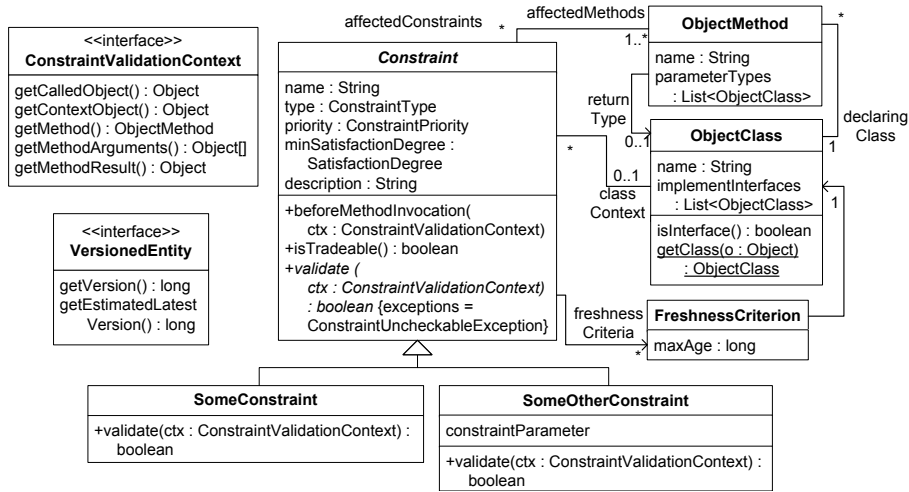 <<interface>>
ConstraintValidationContext
getCalledObject() : Object
getContextObject() : Object
getMethod() : ObjectMethod
getMethodArguments() : Object[]
getMethodResult() : Object
<<interface>>
VersionedEntity
getVersion() : long
getEstimatedLatest
Version() : long
affectedConstraints
*
affectedMethods
1..*
Constraint
name : String
type : ConstraintType
priority : ConstraintPriority
minSatisfactionDegree :
SatisfactionDegree
description : String
+beforeMethodInvocation(
ctx : ConstraintValidationContext)
+isTradeable() : boolean
+validate (
ctx : ConstraintValidationContext)
: boolean {exceptions =
ConstraintUncheckableException}
ObjectMethod
name : String
parameterTypes
: List<ObjectClass>
*
declaring
Class
1
return
Type
0..1
*
0..1
class
Context
ObjectClass
name : String
implementInterfaces
: List<ObjectClass>
isInterface() : boolean
getClass(o : Object)
: ObjectClass
1
freshness
Criteria
*
FreshnessCriterion
maxAge : long
SomeConstraint
+validate(ctx : ConstraintValidationContext) :
boolean
SomeOtherConstraint
constraintParameter
+validate(ctx : ConstraintValidationContext) :
boolean